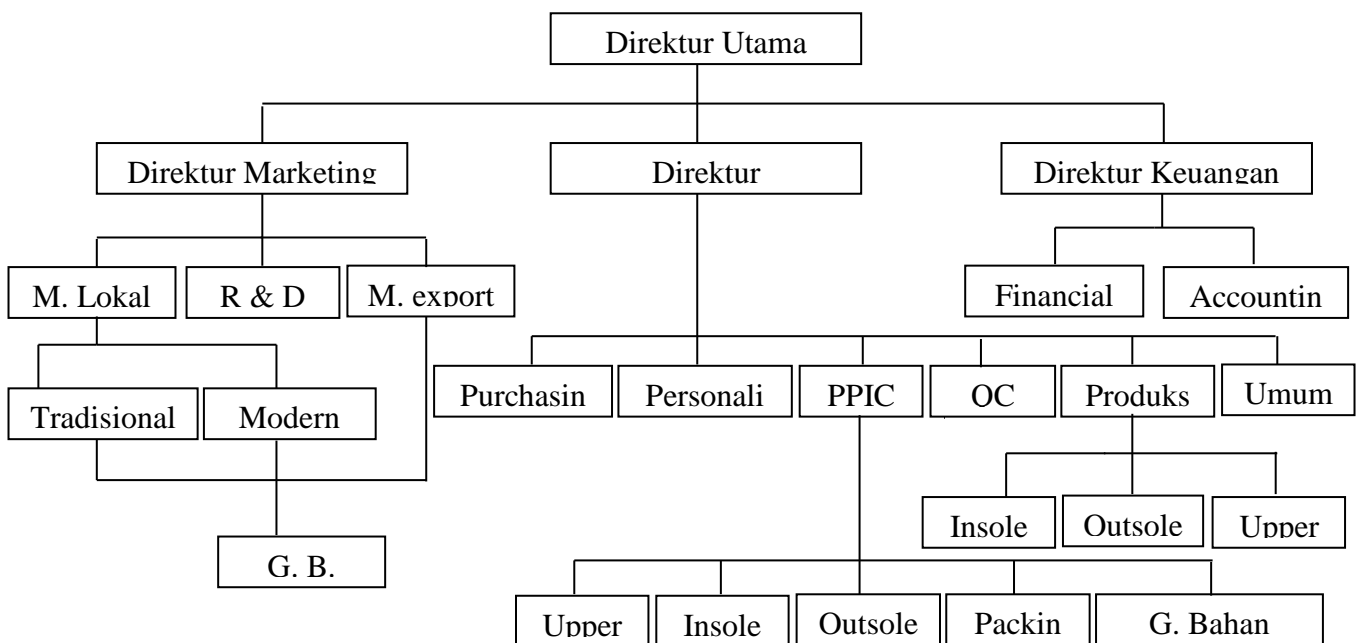 Direktur Utama
Direktur Marketing
Direktur
Direktur Keuangan
M. Lokal
R & D
M. export
Financial
Accountin
Purchasin
Personali
PPIC
OC
Produks
Umum
Tradisional
Modern
Insole
Outsole
Upper
G. B.
Upper
Insole
Outsole
Packin
G. Bahan